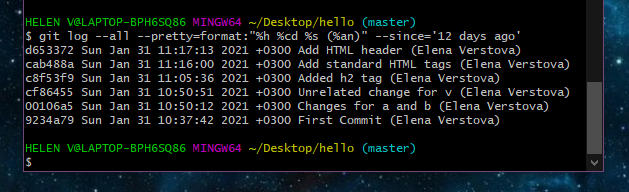 HELEN V@LAPTOP-BPH6SQ86 MINGW64 ~/Desktop/hello (master)
$ git log --all --pretty=format:"%h %cd %s (%an)" --since='12 days ago'
d653372 Sun Jan 31 11:17:13 2021 +0300 Add HTML header (Elena Verstova)
cab488a Sun Jan 31 11:16:00 2021 +0300 Add standard HTML tags (Elena Verstova)
c8f53f9 Sun Jan 31 11:05:36 2021 +0300 Added h2 tag (Elena Verstova)
cf86455 Sun Jan 31 10:50:51 2021 +0300 Unrelated change for v (Elena Verstova)
00106a5 Sun Jan 31 10:50:12 2021 +0300 Changes for a and b (Elena Verstova)
9234a79 Sun Jan 31 10:37:42 2021 +0300 First Commit (Elena Verstova)
HELEN V@LAPTOP-BPH6SQ86 MINGW64 ~/Desktop/hello (master)
$